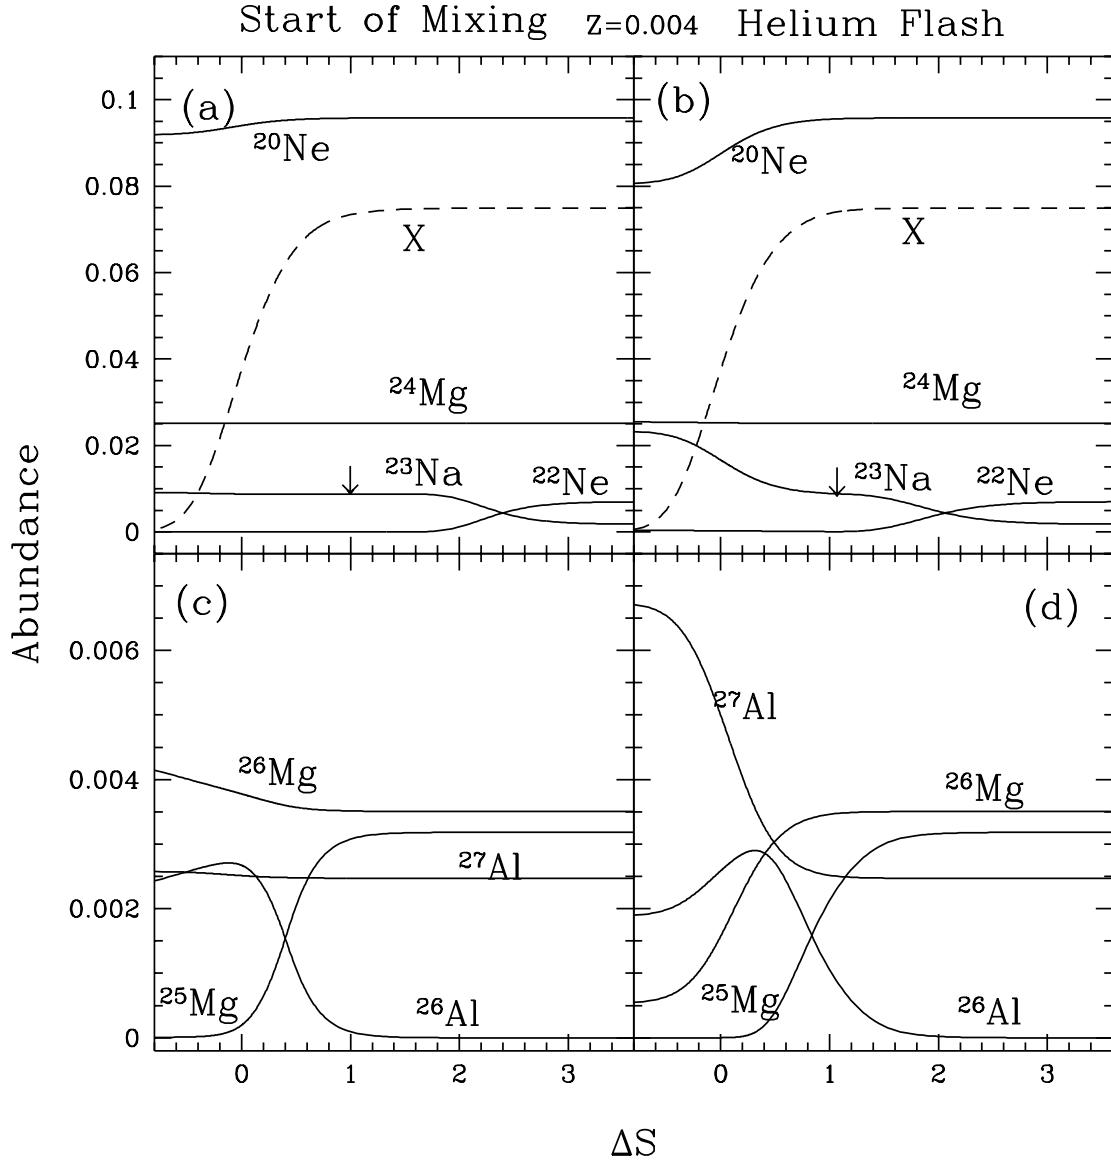 Start of Mixing Z=0.004 Helium Flash
(a) (b)
0.1
²⁰Ne ²⁰Ne
0.08
X X
0.06
0.04
²⁴Mg ²⁴Mg
0.02
²³Na ²²Ne ²³Na ²²Ne
0
Abundance
(c) (d)
0.006
²⁷Al
²⁶Mg ²⁶Mg
0.004
²⁷Al
0.002
²⁵Mg ²⁶Al ²⁵Mg ²⁶Al
0
0 1 2 3 0 1 2 3
ΔS